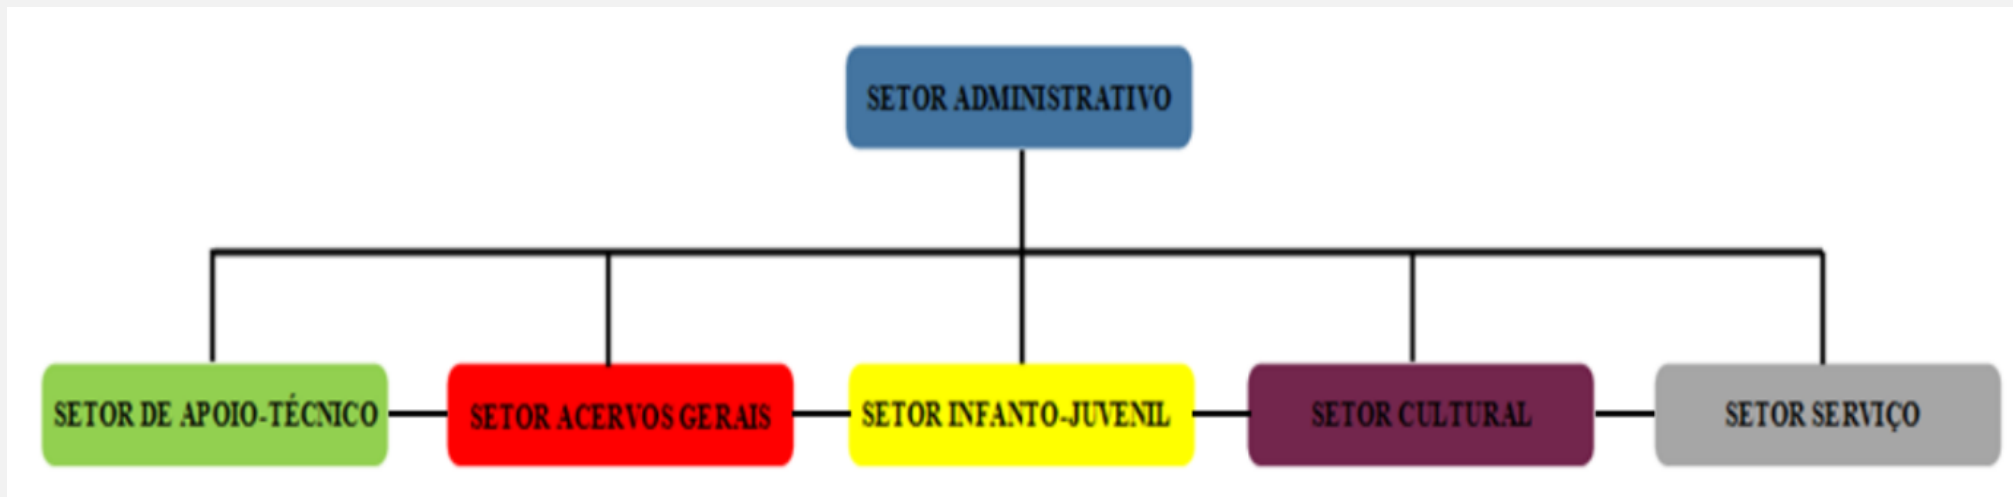 SETOR ADMINISTRATIVO
SETOR DE APOIO-TÉCNICO
SETOR ACERVOS GERAIS
SETOR INFANTO-JUVENIL
SETOR CULTURAL
SETOR SERVIÇO